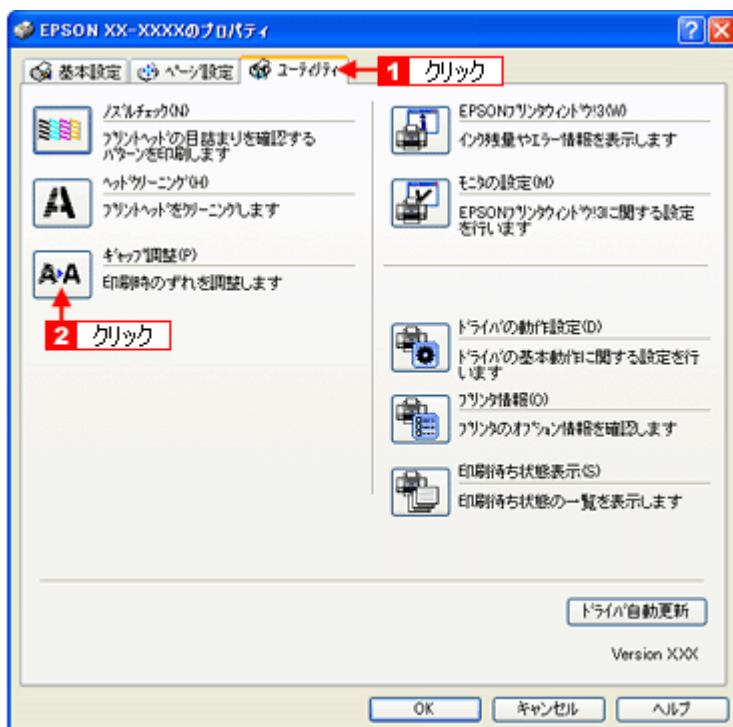 EPSON XX-XXXXのプロパティ
基本設定 ページ設定 ユーティリティ
1 クリック
ノズルチェック(N)
プリントヘッドの目詰まりを確認する
パターンを印刷します
ヘッドクリーニング(H)
プリントヘッドをクリーニングします
ギャップ調整(P)
印刷時のずれを調整します
2 クリック
EPSONプリンタウィンドウ!3(W)
インク残量やエラー情報を表示します
モニタの設定(M)
EPSONプリンタウィンドウ!3に関する設定
を行います
ドライバの動作設定(D)
ドライバの基本動作に関する設定を行
います
プリンタ情報(O)
プリンタのオプション情報を確認します
印刷待ち状態表示(S)
印刷待ち状態の一覧を表示します
ドライバ自動更新
Version XXX
OK キャンセル ヘルプ